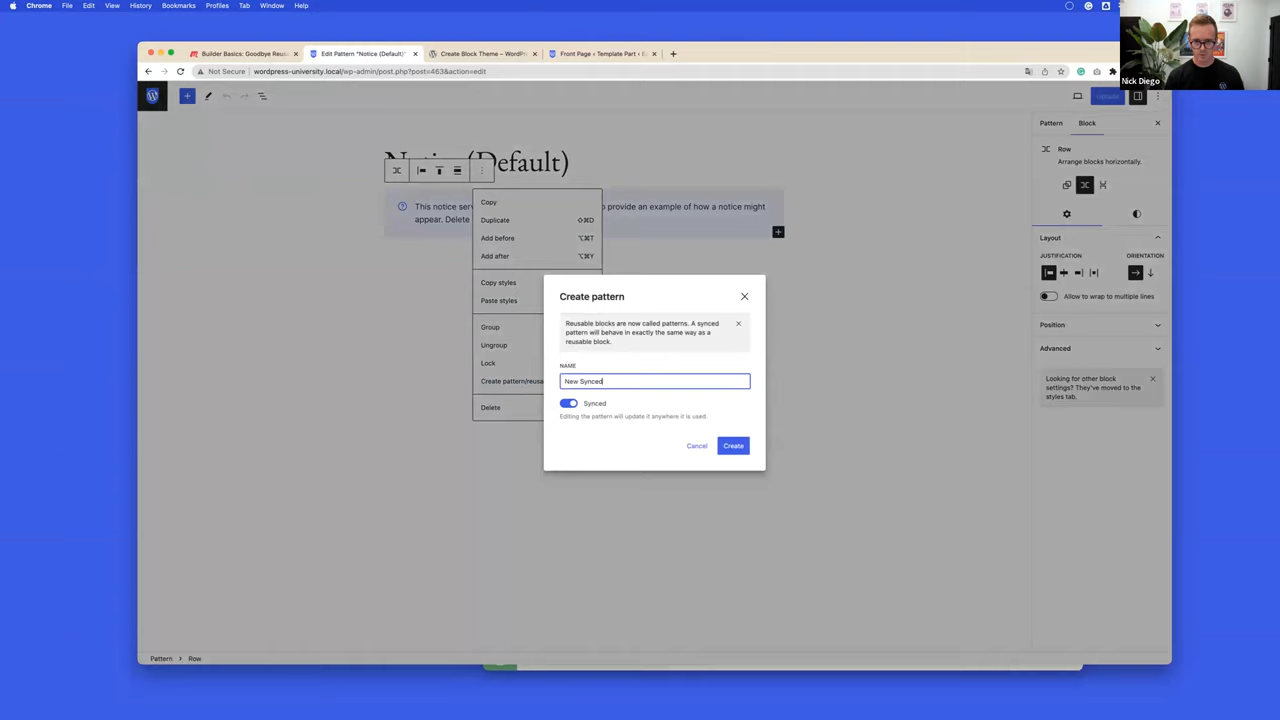 Chrome File Edit View History Bookmarks Profiles Tab Window Help
Nick Diego
Builder Basics: Goodbye Reus
Edit Pattern "Notice (Default)"
Create Block Theme – WordPr
Front Page ‹ Template Part ‹ E
Not Secure wordpress-university.local/wp-admin/post.php?post=463&action=edit
Update
Pattern Block
Notice (Default)
Row
Arrange blocks horizontally.
This notice serv
o provide an example of how a notice might
appear. Delete
Copy
Duplicate ⇧⌘D
Add before ⌥⌘T
Add after ⌥⌘Y
Copy styles
Paste styles
Group
Ungroup
Lock
Create pattern/reusa
Delete
Create pattern
Reusable blocks are now called patterns. A synced
pattern will behave in exactly the same way as a
reusable block.
NAME
New Synced
Synced
Editing the pattern will update it anywhere it is used.
Cancel Create
Layout
JUSTIFICATION ORIENTATION
Allow to wrap to multiple lines
Position
Advanced
Looking for other block
settings? They've moved to the
styles tab.
Pattern > Row